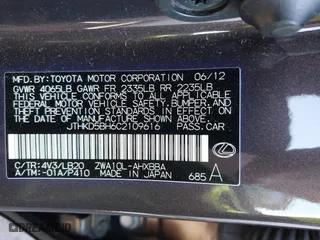 MFD. BY: TOYOTA MOTOR CORPORATION 06/12
GVWR 4065LB GAWR FR 2335LB RR 2235LB
THIS VEHICLE CONFORMS TO ALL APPLICABLE
FEDERAL MOTOR VEHICLE SAFETY, BUMPER, AND
THEFT PREVENTION STANDARDS IN EFFECT ON
THE DATE OF MANUFACTURE SHOWN ABOVE.
JTHKD5BH6C2109616 PASS.CAR
C/TR: 4V3/LB20 ZWA10L-AHXBBA
A/TM: -01A/P410 MADE IN JAPAN 685 A